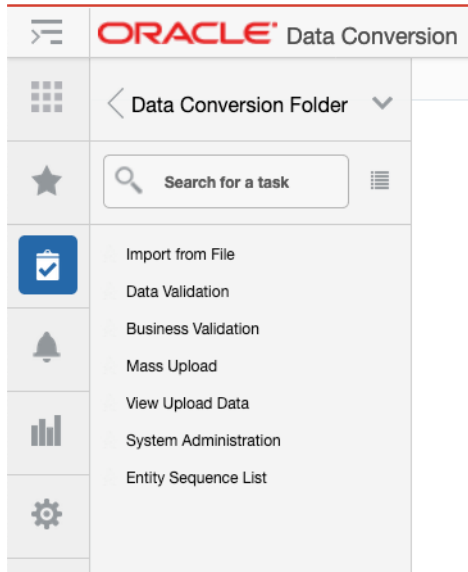 ORACLE Data Conversion
Data Conversion Folder
Search for a task
Import from File
Data Validation
Business Validation
Mass Upload
View Upload Data
System Administration
Entity Sequence List